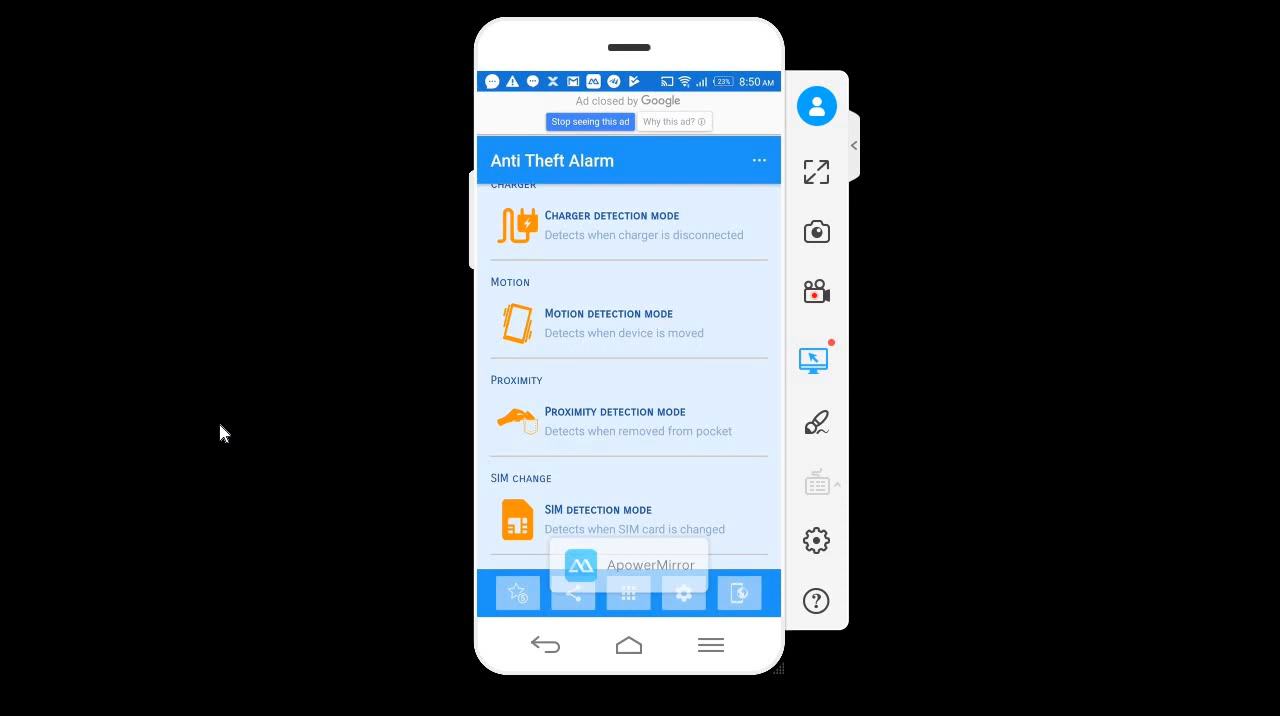 23% 8:50 AM
Ad closed by Google
Stop seeing this ad Why this ad?
Anti Theft Alarm
CHARGER
CHARGER DETECTION MODE
Detects when charger is disconnected
MOTION
MOTION DETECTION MODE
Detects when device is moved
PROXIMITY
PROXIMITY DETECTION MODE
Detects when removed from pocket
SIM CHANGE
SIM DETECTION MODE
Detects when SIM card is changed
ApowerMirror